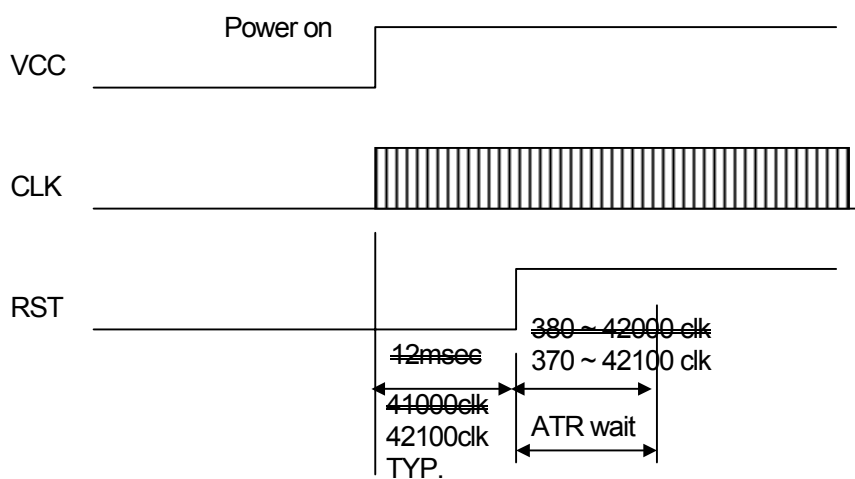 Power on
VCC
CLK
RST
380 ~ 42000 clk
12msec
370 ~ 42100 clk
41000clk
42100clk
ATR wait
TYP.